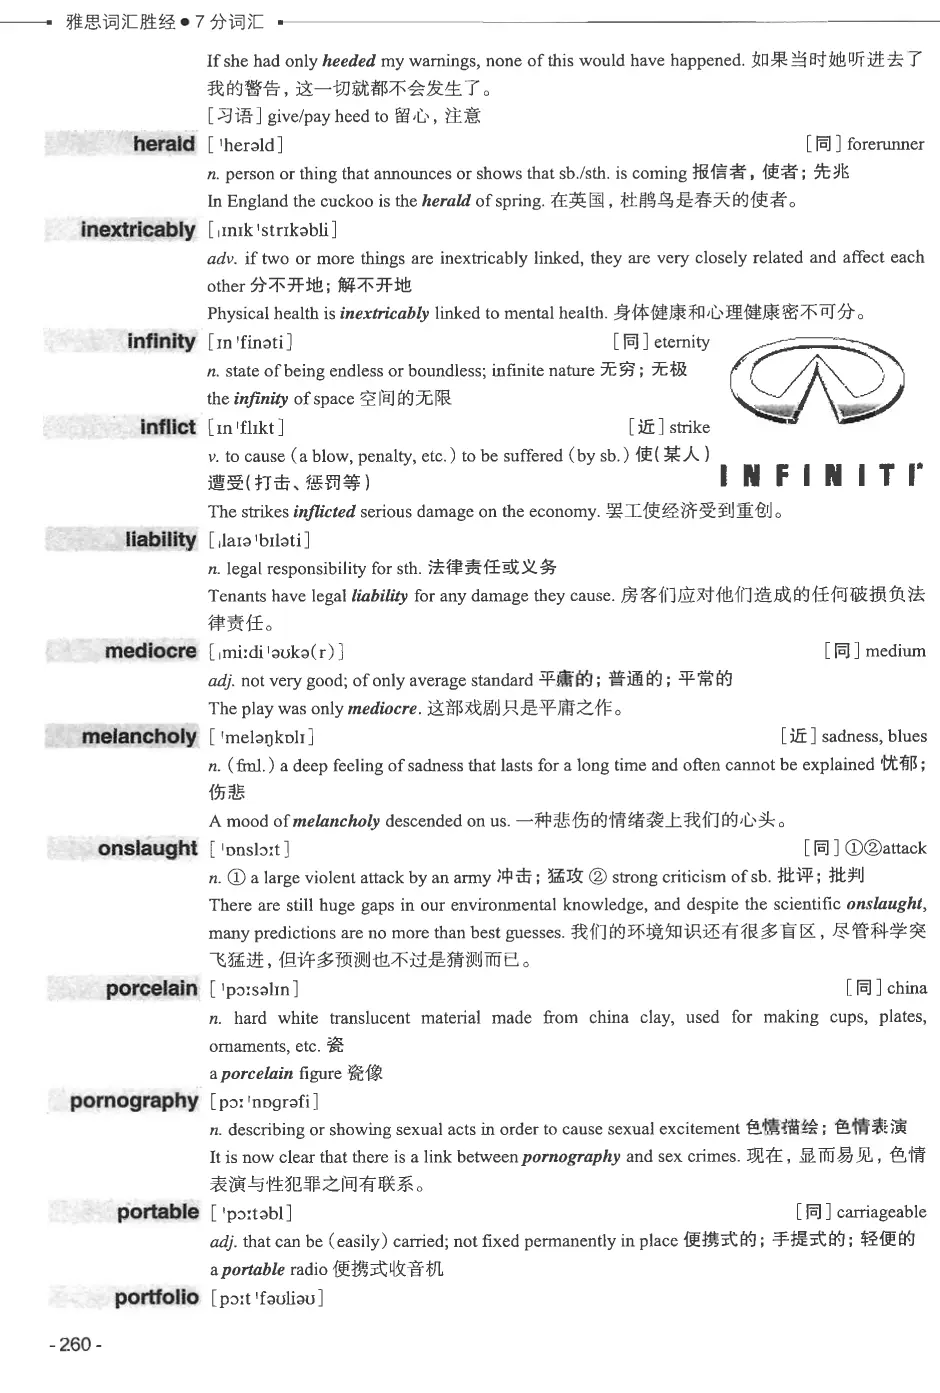 雅思词汇胜经●7分词汇
If she had only heeded my warnings, none of this would have happened. 如果当时她听进去了
我的警告，这一切就都不会发生了。
[习语] give/pay heed to 留心，注意
herald [ˈherəld] [同] forerunner
n. person or thing that announces or shows that sb./sth. is coming 报信者，使者；先兆
In England the cuckoo is the herald of spring. 在英国，杜鹃鸟是春天的使者。
inextricably [ˌɪnɪkˈstrɪkəbli]
adv. if two or more things are inextricably linked, they are very closely related and affect each
other 分不开地；解不开地
Physical health is inextricably linked to mental health. 身体健康和心理健康密不可分。
infinity [ɪnˈfinəti] [同] eternity
n. state of being endless or boundless; infinite nature 无穷；无极
the infinity of space 空间的无限
inflict [ɪnˈflɪkt] [近] strike
v. to cause (a blow, penalty, etc.) to be suffered (by sb.) 使(某人)
遭受(打击、惩罚等)
INFINITI
The strikes inflicted serious damage on the economy. 罢工使经济受到重创。
liability [ˌlaɪəˈbɪləti]
n. legal responsibility for sth. 法律责任或义务
Tenants have legal liability for any damage they cause. 房客们应对他们造成的任何破损负法
律责任。
mediocre [ˌmiːdiˈəʊkə(r)] [同] medium
adj. not very good; of only average standard 平庸的；普通的；平常的
The play was only mediocre. 这部戏剧只是平庸之作。
melancholy [ˈmeləŋkɒlɪ] [近] sadness, blues
n. (fml.) a deep feeling of sadness that lasts for a long time and often cannot be explained 忧郁；
伤悲
A mood of melancholy descended on us. 一种悲伤的情绪袭上我们的心头。
onslaught [ˈɒnslɔːt] [同] ①②attack
n. ① a large violent attack by an army 冲击；猛攻 ② strong criticism of sb. 批评；批判
There are still huge gaps in our environmental knowledge, and despite the scientific onslaught,
many predictions are no more than best guesses. 我们的环境知识还有很多盲区，尽管科学突
飞猛进，但许多预测也不过是猜测而已。
porcelain [ˈpɔːsəlɪn] [同] china
n. hard white translucent material made from china clay, used for making cups, plates,
ornaments, etc. 瓷
a porcelain figure 瓷像
pornography [pɔːˈnɒgrəfi]
n. describing or showing sexual acts in order to cause sexual excitement 色情描绘；色情表演
It is now clear that there is a link between pornography and sex crimes. 现在，显而易见，色情
表演与性犯罪之间有联系。
portable [ˈpɔːtəbl] [同] carriageable
adj. that can be (easily) carried; not fixed permanently in place 便携式的；手提式的；轻便的
a portable radio 便携式收音机
portfolio [pɔːtˈfəʊliəʊ]
- 260 -